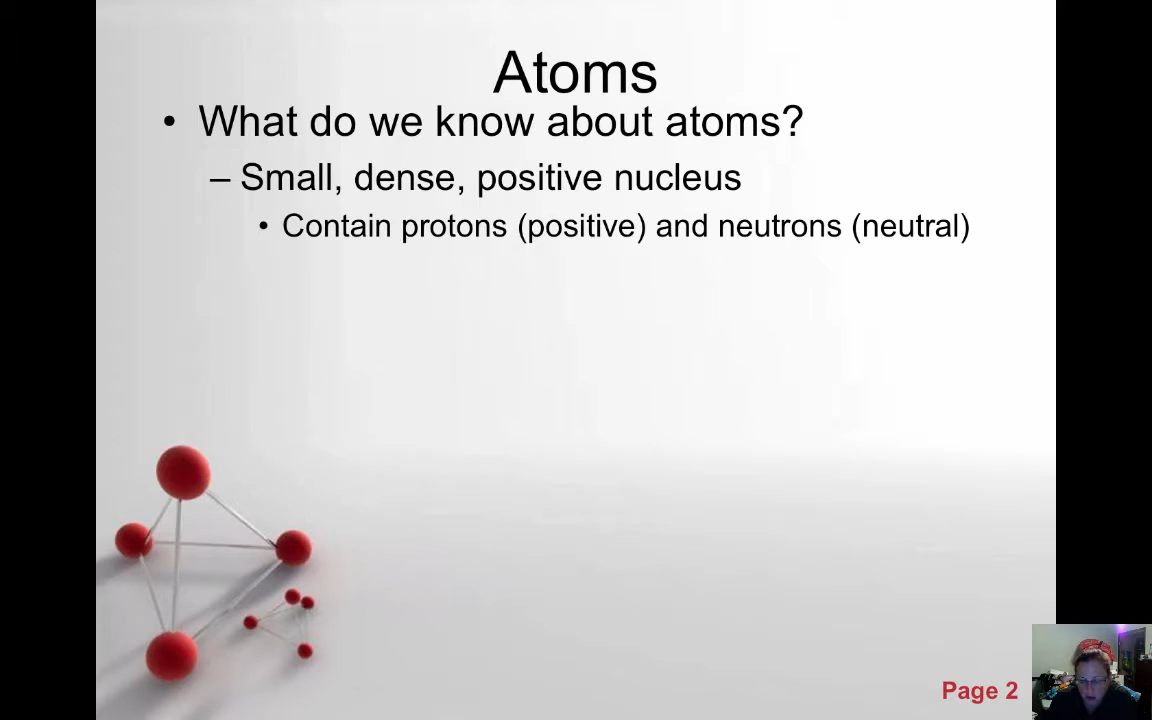 Atoms
• What do we know about atoms?
– Small, dense, positive nucleus
• Contain protons (positive) and neutrons (neutral)
Page 2